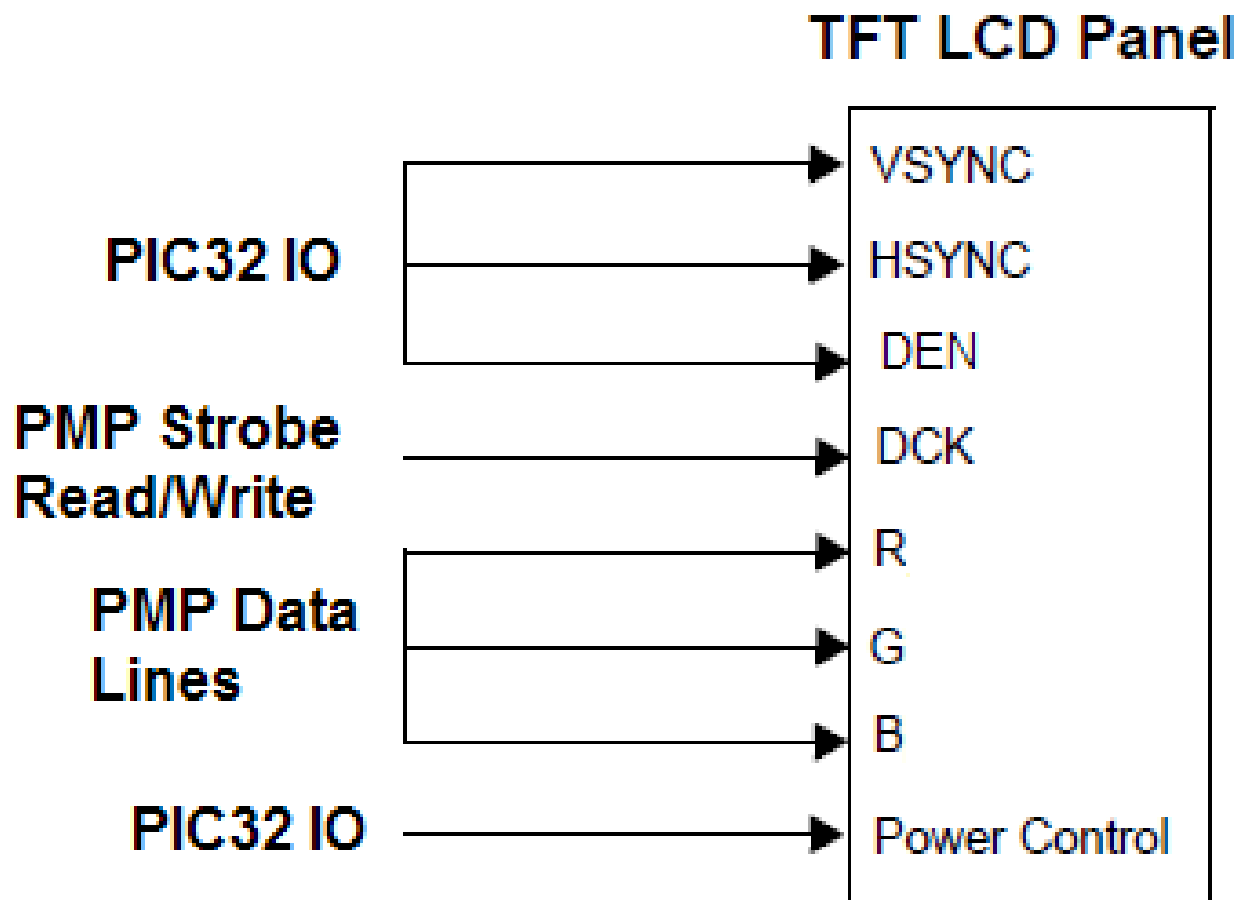 TFT LCD Panel
VSYNC
PIC32 IO
HSYNC
DEN
PMP Strobe
Read/Write
DCK
R
PMP Data
Lines
G
B
PIC32 IO
Power Control